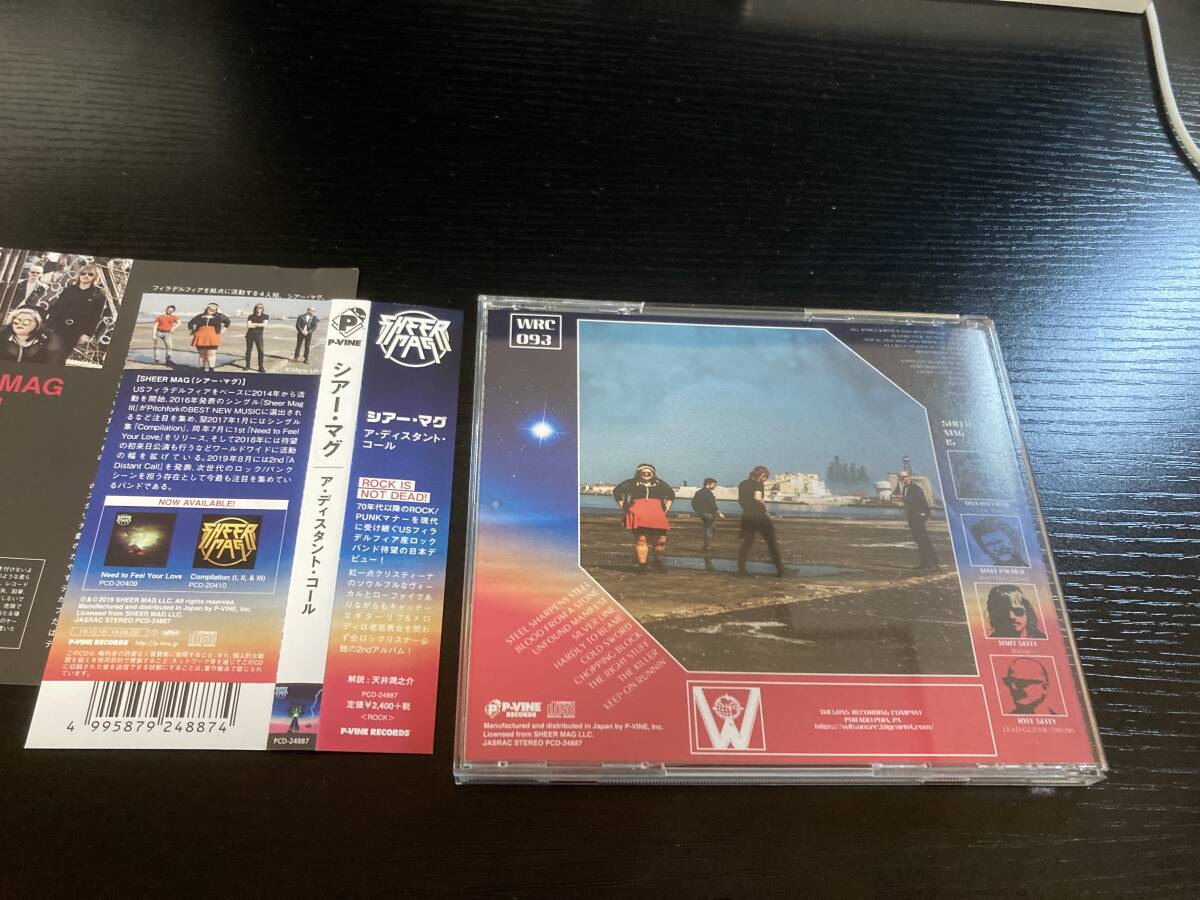 MAG
フィラデルフィアを拠点に活動する4人組、シアー・マグ。
【SHEER MAG(シアー・マグ)】
USフィラデルフィアをベースに2014年から活
動を開始。2016年発表のシングル『Sheer Mag
III』がPitchforkのBEST NEW MUSICに選出され
るなど注目を集め、翌2017年1月にはシングル
集『Compilation』、同年7月に1st『Need to Feel
Your Love』をリリース、そして2018年には待望
の初来日公演も行うなどワールドワイドに活動
の幅を拡げている。2019年8月には2nd『A
Distant Call』を発表、次世代のロック/パンク
シーンを担う存在として今最も注目を集めてい
るバンドである。
NOW AVAILABLE!
SHEER MAG
Need to Feel Your Love
PCD-20409
Compilation (I, II, & III)
PCD-20410
℗&©2019 SHEER MAG LLC. All rights reserved.
Manufactured and distributed in Japan by P-VINE, Inc.
Licensed from SHEER MAG LLC.
JASRAC STEREO PCD-24887
P-VINE RECORDS http://p-vine.jp
4 995879 248874
P-VINE
シアー・マグ
ア・ディスタント・コール
PCD-24887
SHEER MAG
シアー・マグ
ア・ディスタント・
コール
ROCK IS
NOT DEAD!
70年代以降のROCK/
PUNKマナーを現代
に受け継ぐUSフィラ
デルフィア産ロック
バンド待望の日本デ
ビュー!
紅一点クリスティーナ
のソウルフルなヴォー
カルとローファイであ
りながらもキャッチー
なギターリフ&メロ
ディは老若男女を問わ
ず全ロックリスナー必
聴の2ndアルバム!
解説:天井潤之介
PCD-24887
定価¥2,400+税
<ROCK>
P-VINE RECORDS
WRC
093
STEEL SHARPENS STEEL
BLOOD FROM A STONE
UNFOUND MANIFEST
SILVER LINE
HARDLY TO BLAME
COLD SWORD
CHOPPING BLOCK
THE RIGHT STUFF
THE KILLER
KEEP ON RUNNIN
MAG
IS
MATT PALMER
HART SEELY
KYLE SEELY
LEAD GUITAR/DRUMS
P-VINE
RECORDS
Manufactured and distributed in Japan by P-VINE, Inc.
Licensed from SHEER MAG LLC.
JASRAC STEREO PCD-24887
W
WILSUNS RECORDING COMPANY
PHILADELPHIA, PA
https://wilsunsrc.bigcartel.com/